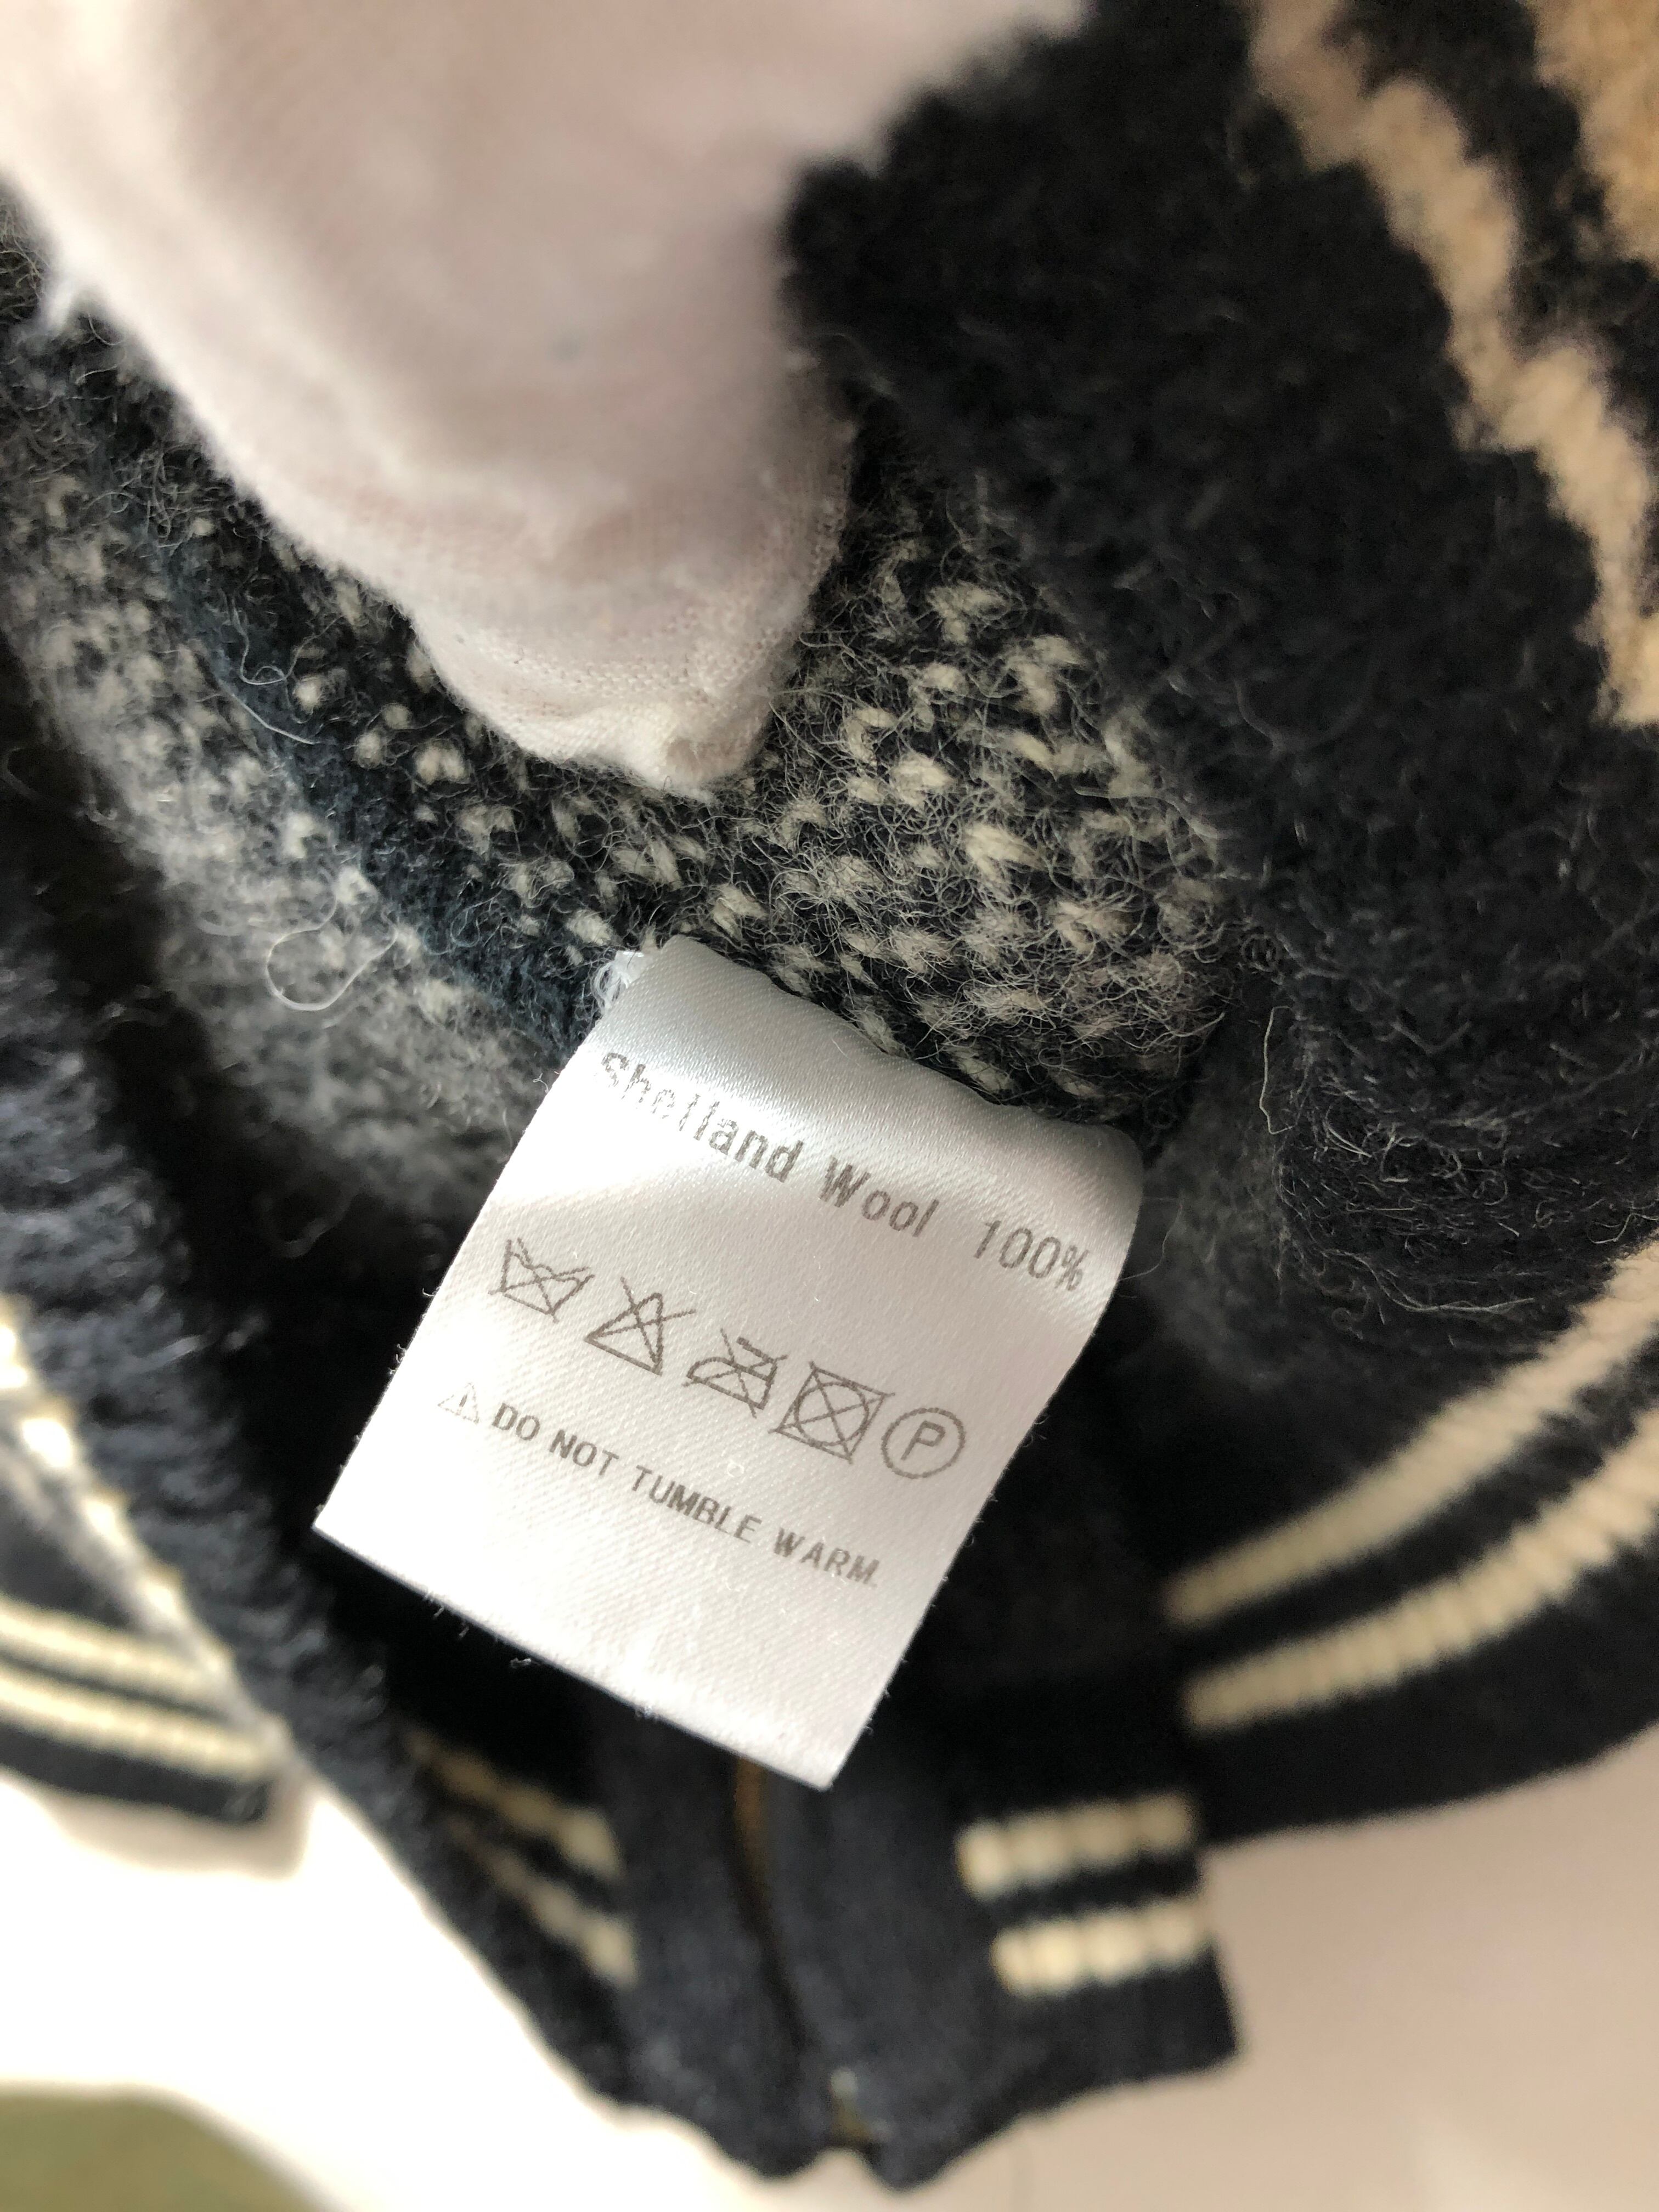 Shetland Wool 100%
P
DO NOT TUMBLE WARM.